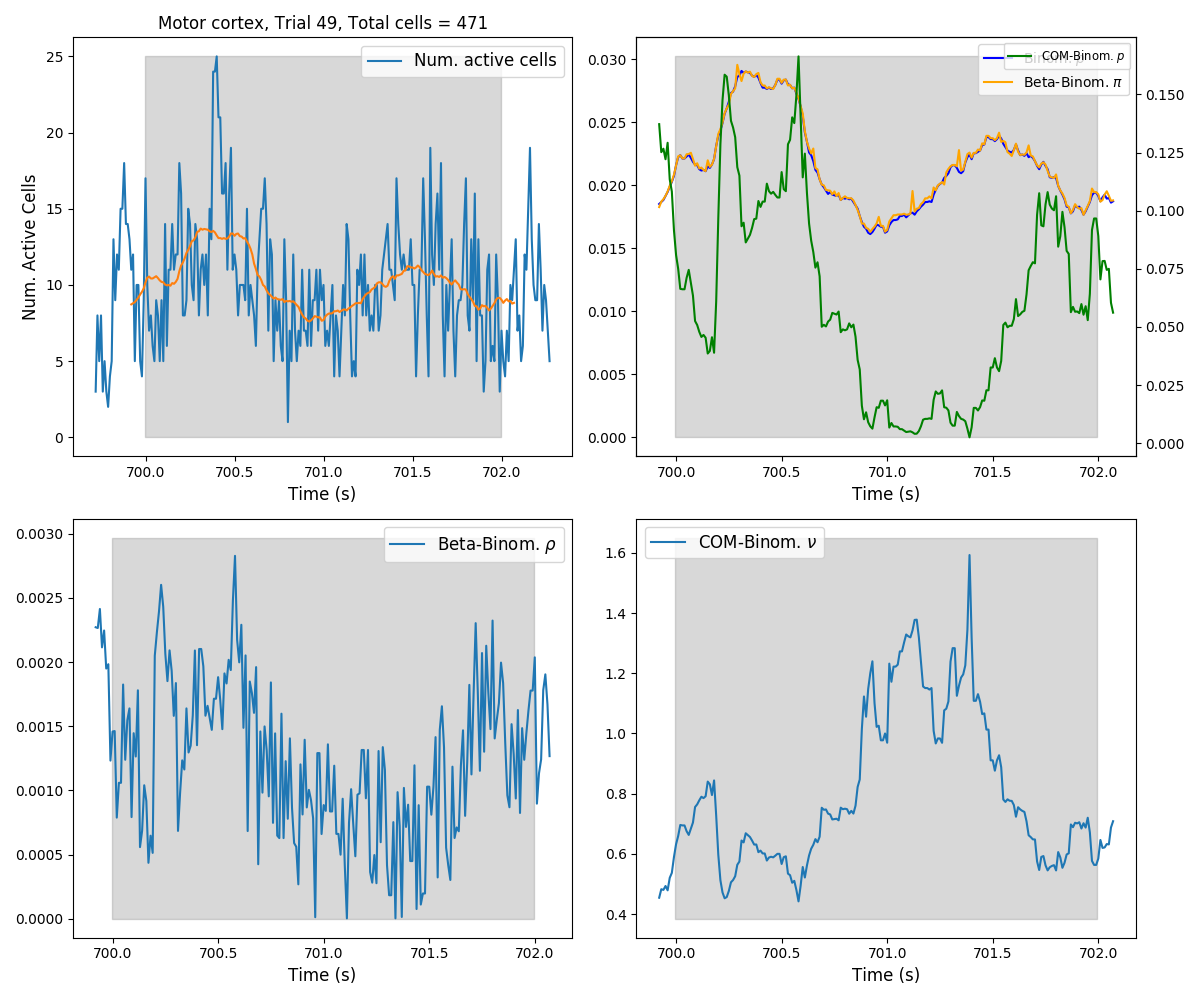 Motor cortex, Trial 49, Total cells = 471
Num. active cells
Num. Active Cells
25
20
15
10
5
0
700.0 700.5 701.0 701.5 702.0
Time (s)
COM-Binom. p
Binom. p
Beta-Binom. π
0.030
0.025
0.020
0.015
0.010
0.005
0.000
0.150
0.125
0.100
0.075
0.050
0.025
0.000
700.0 700.5 701.0 701.5 702.0
Time (s)
Beta-Binom. ρ
0.0030
0.0025
0.0020
0.0015
0.0010
0.0005
0.0000
700.0 700.5 701.0 701.5 702.0
Time (s)
COM-Binom. ν
1.6
1.4
1.2
1.0
0.8
0.6
0.4
700.0 700.5 701.0 701.5 702.0
Time (s)